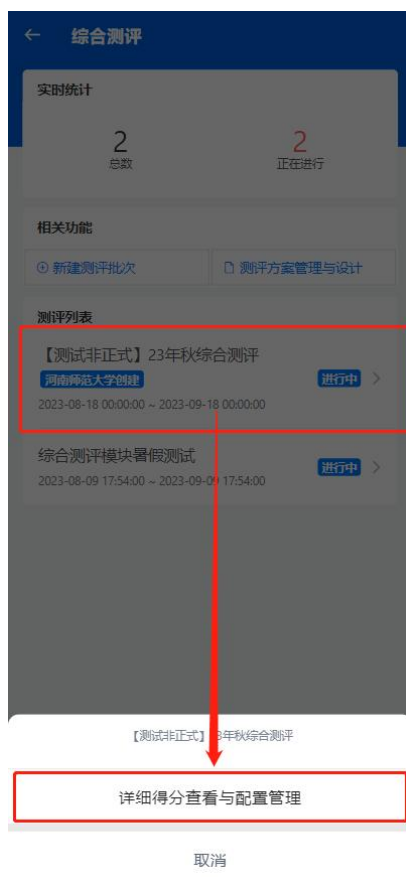 综合测评
实时统计
2 2
总数 正在进行
相关功能
新建测评批次 测评方案管理与设计
测评列表
【测试非正式】23年秋综合测评
河南师范大学创建 进行中
2023-08-18 00:00:00 ~ 2023-09-18 00:00:00
综合测评模块暑假测试
进行中
2023-08-09 17:54:00 ~ 2023-09-09 17:54:00
【测试非正式】23年秋综合测评
详细得分查看与配置管理
取消